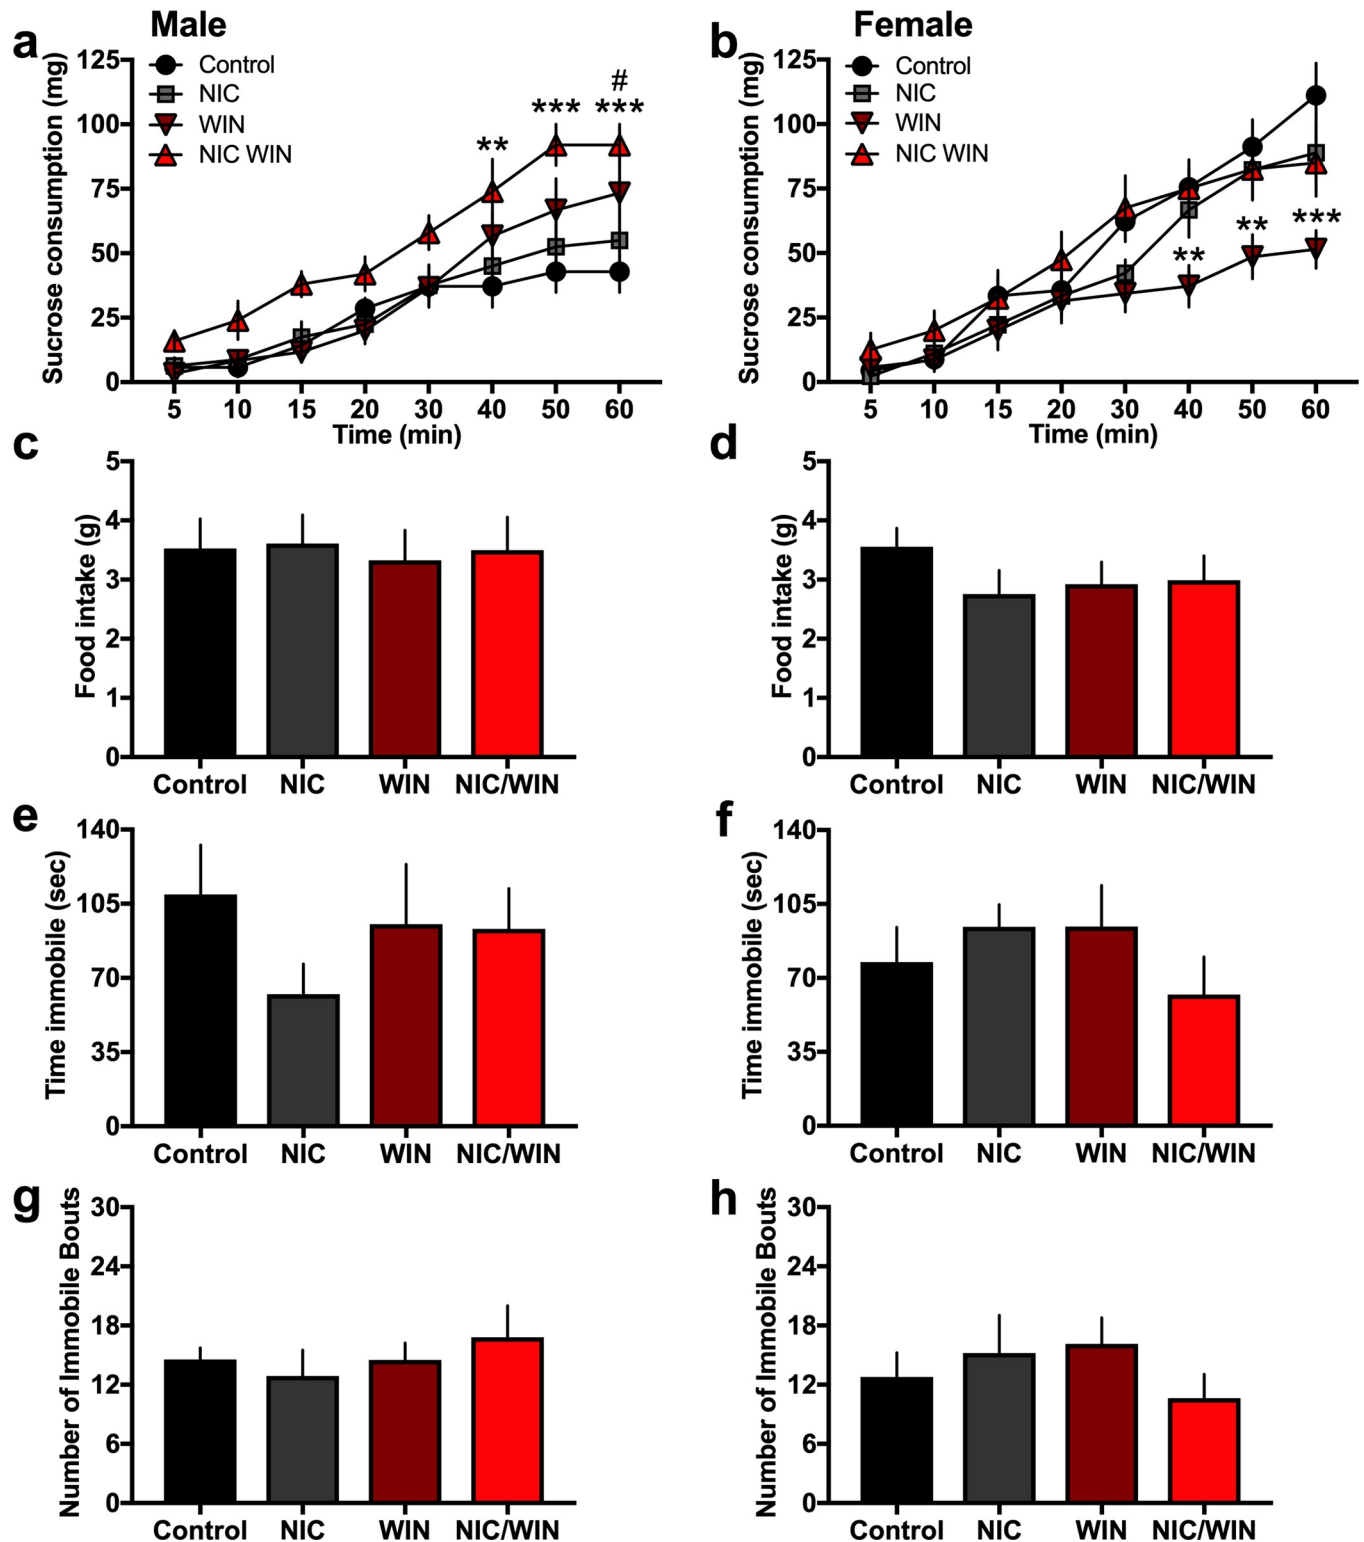 a
Male
Sucrose consumption (mg)
125
100
75
50
25
0
Control
NIC
WIN
NIC WIN
**
***
#
***
5 10 15 20 30 40 50 60
Time (min)
b
Female
Sucrose consumption (mg)
125
100
75
50
25
0
Control
NIC
WIN
NIC WIN
**
**
***
5 10 15 20 30 40 50 60
Time (min)
c
Food intake (g)
5
4
3
2
1
0
Control NIC WIN NIC/WIN
d
Food intake (g)
5
4
3
2
1
0
Control NIC WIN NIC/WIN
e
Time immobile (sec)
140
105
70
35
0
Control NIC WIN NIC/WIN
f
Time immobile (sec)
140
105
70
35
0
Control NIC WIN NIC/WIN
g
Number of Immobile Bouts
30
24
18
12
6
0
Control NIC WIN NIC/WIN
h
Number of Immobile Bouts
30
24
18
12
6
0
Control NIC WIN NIC/WIN